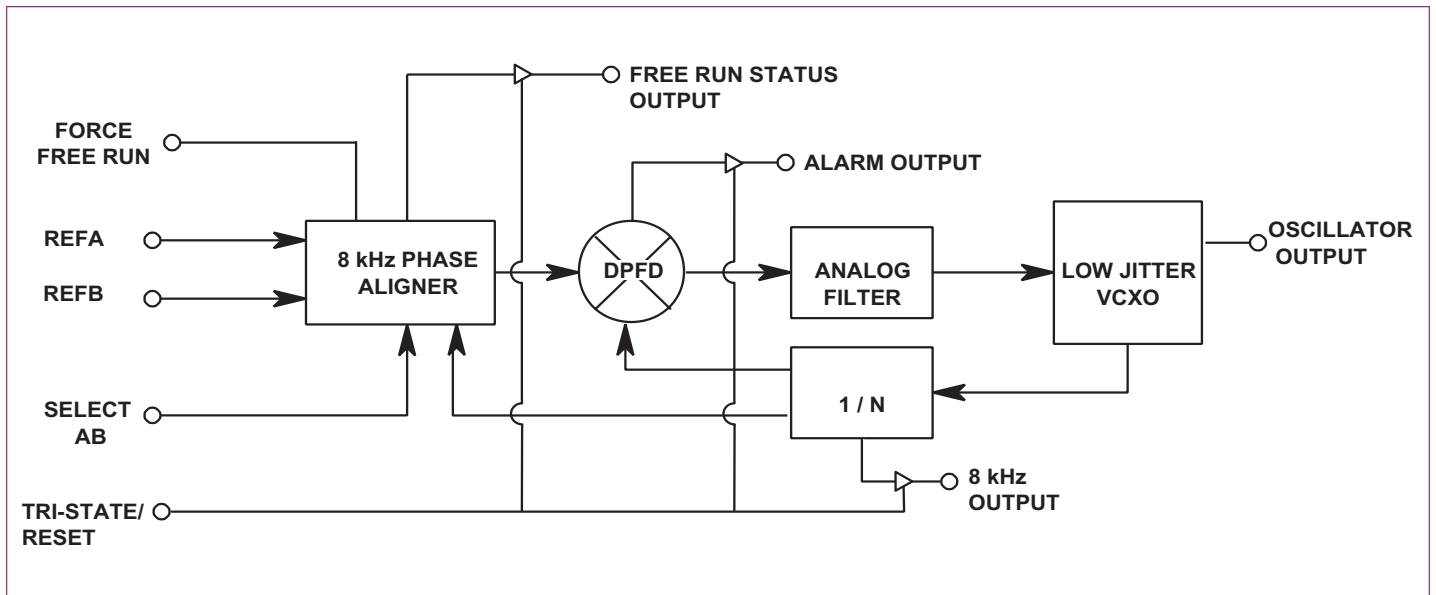 FREE RUN STATUS
OUTPUT
FORCE
FREE RUN
ALARM OUTPUT
REFA
REFB
8 kHz PHASE
ALIGNER
DPFD
ANALOG
FILTER
LOW JITTER
VCXO
OSCILLATOR
OUTPUT
SELECT
AB
1 / N
8 kHz
OUTPUT
TRI-STATE/
RESET